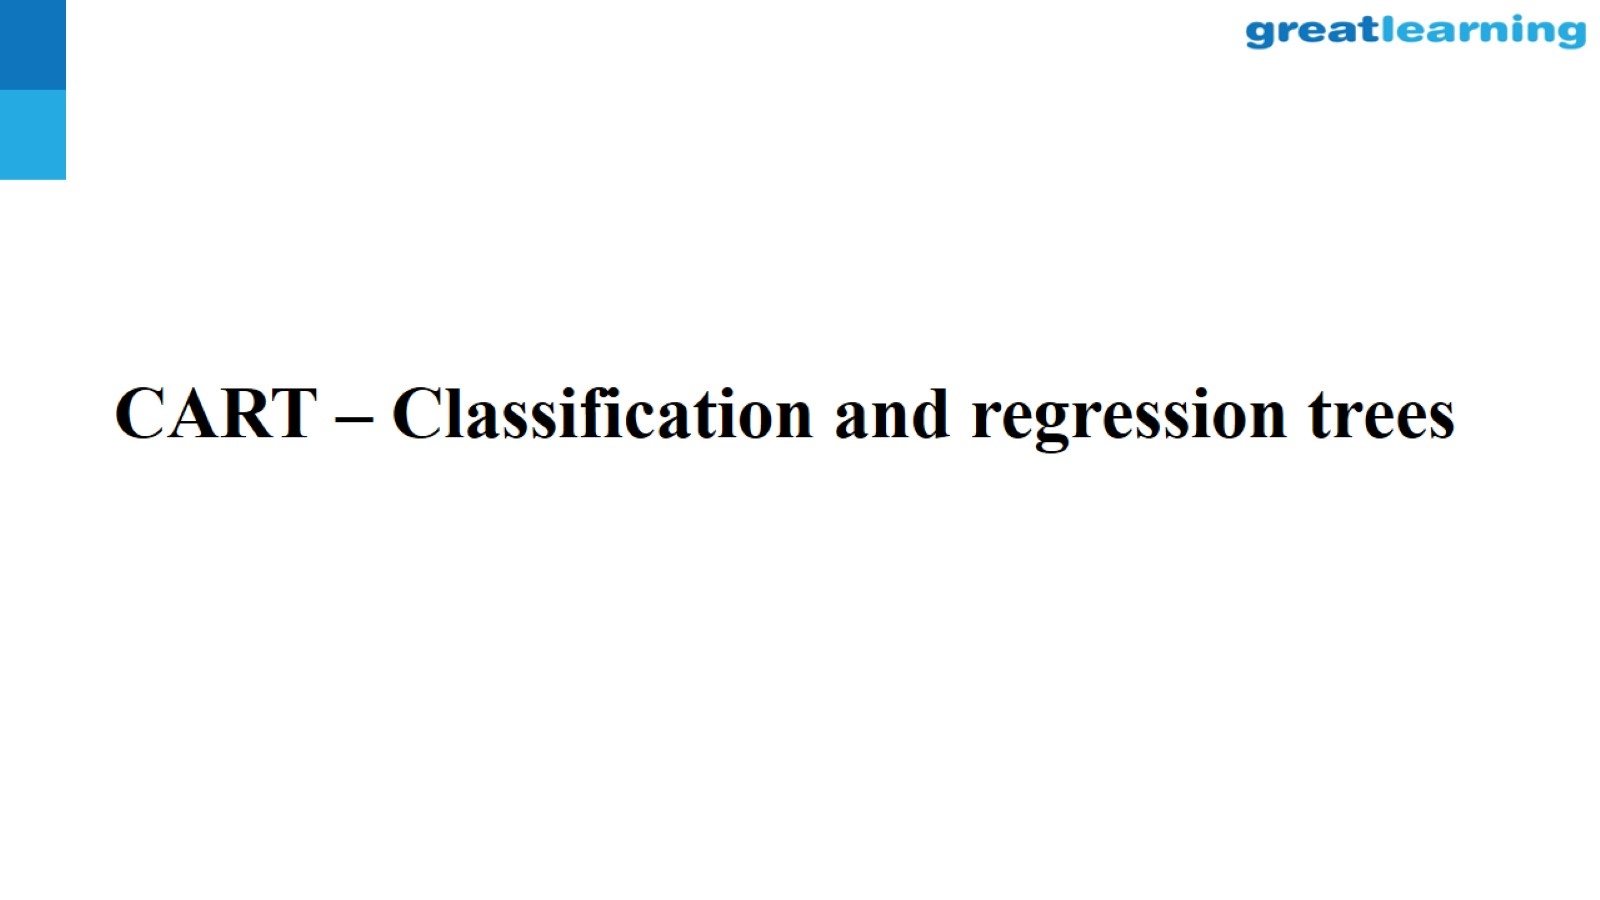 greatlearning
CART – Classification and regression trees